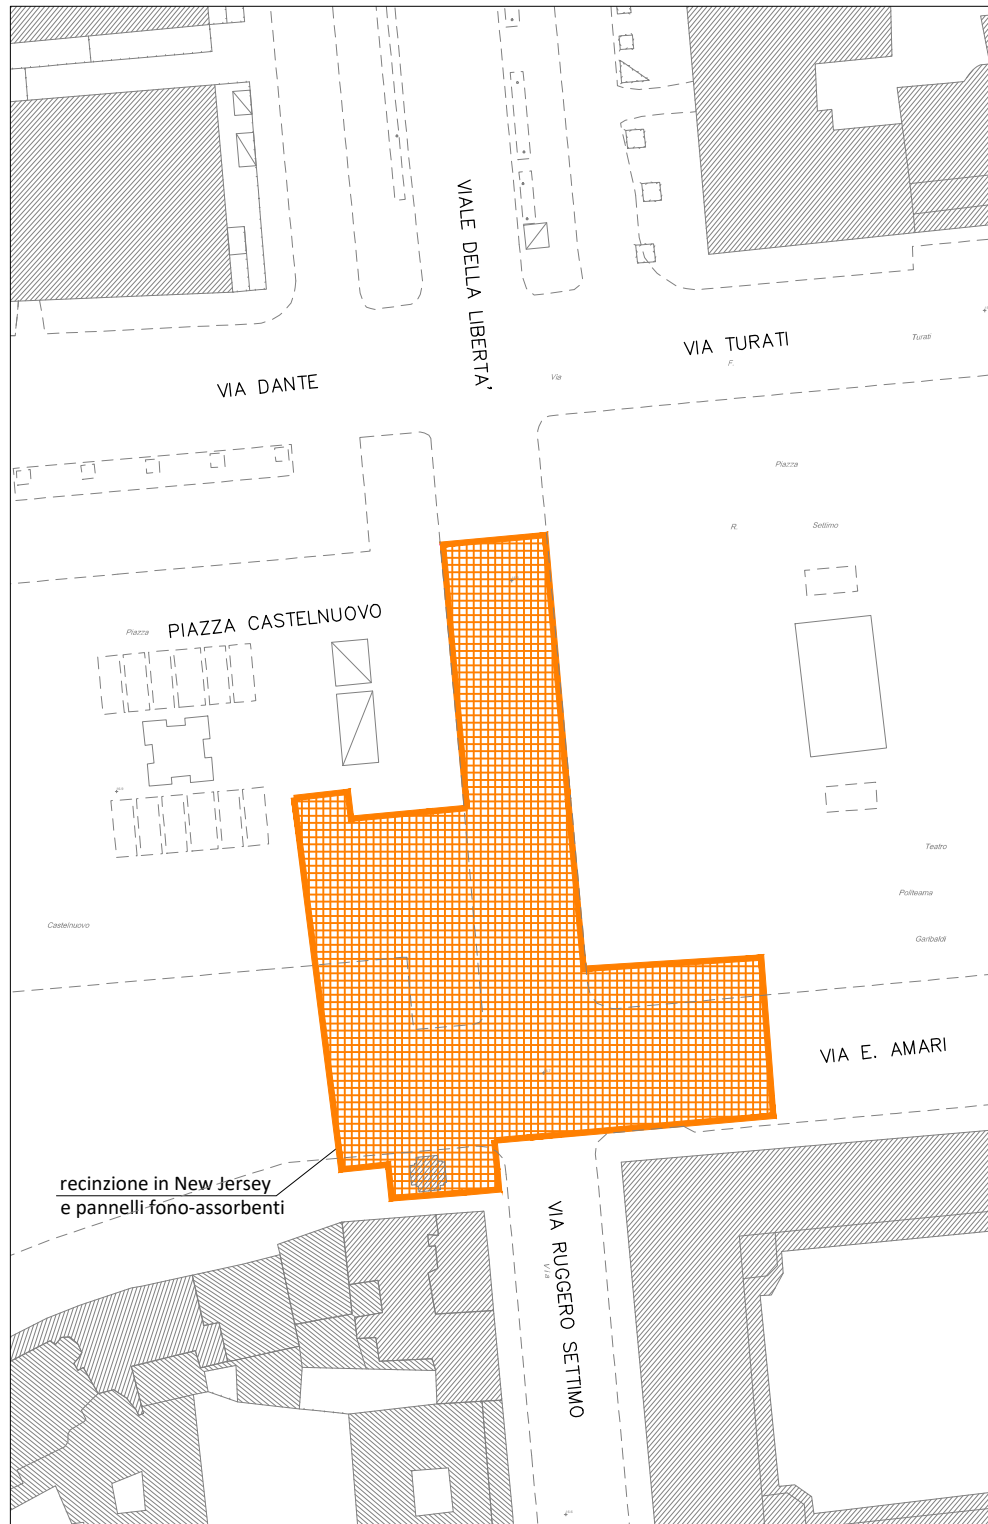 VIALE DELLA LIBERTA'
VIA TURATI
Turati
F.
Via
VIA DANTE
Piazza
R.
Settimo
PIAZZA CASTELNUOVO
Piazza
Teatro
Politeama
Garibaldi
Castelnuovo
VIA E. AMARI
recinzione in New Jersey
e pannelli fono-assorbenti
VIA RUGGERO SETTIMO
Via